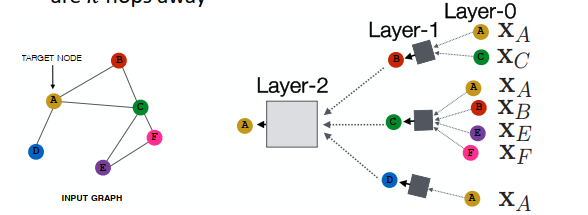 are K-hops away
TARGET NODE
A
B
C
D
E
F
INPUT GRAPH
Layer-2
Layer-1
Layer-0
A
B
C
D
A X_A
C X_C
A X_A
B X_B
E X_E
F X_F
A X_A